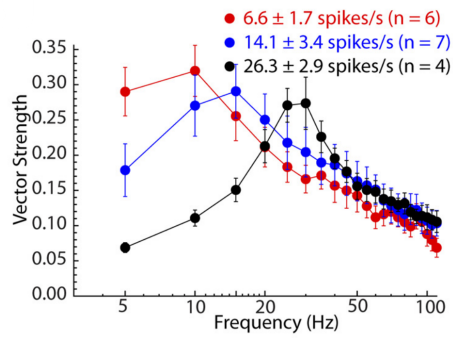 6.6 ± 1.7 spikes/s (n = 6)
14.1 ± 3.4 spikes/s (n = 7)
26.3 ± 2.9 spikes/s (n = 4)
0.35
0.30
0.25
0.20
0.15
0.10
0.05
0.00
Vector Strength
5 10 20 50 100
Frequency (Hz)